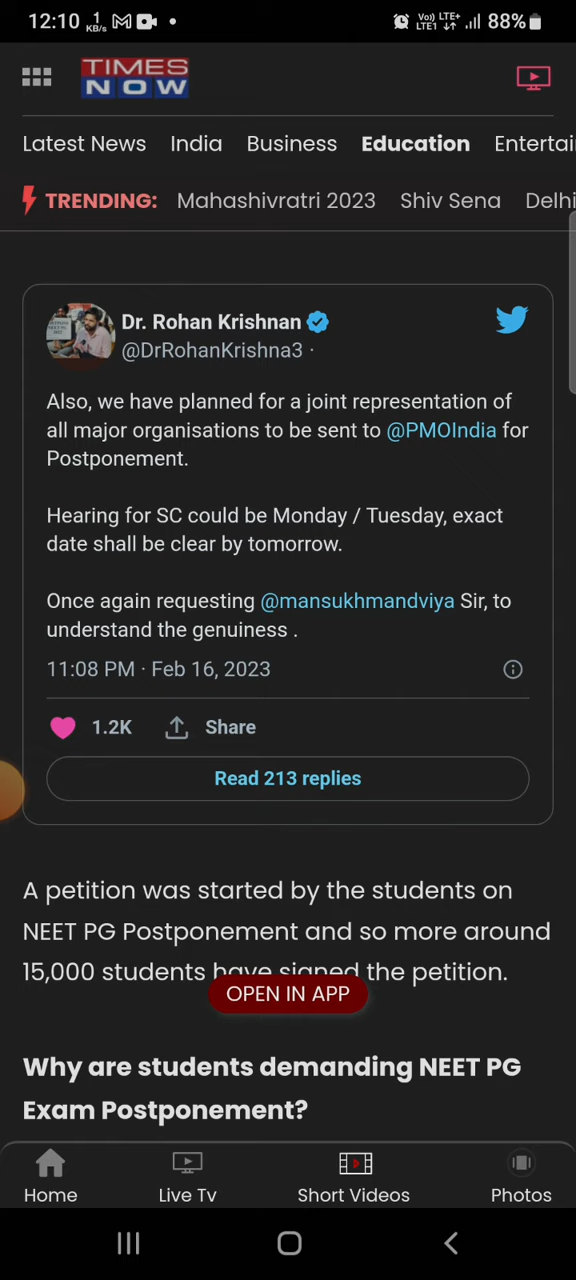 12:10 1 KB/s Vo) LTE+ LTE1 88%
TIMES
NOW
Latest News India Business Education Entertai
TRENDING: Mahashivratri 2023 Shiv Sena Delhi
Dr. Rohan Krishnan
@DrRohanKrishna3 ·
Also, we have planned for a joint representation of
all major organisations to be sent to @PMOIndia for
Postponement.
Hearing for SC could be Monday / Tuesday, exact
date shall be clear by tomorrow.
Once again requesting @mansukhmandviya Sir, to
understand the genuiness .
11:08 PM · Feb 16, 2023
1.2K Share
Read 213 replies
A petition was started by the students on
NEET PG Postponement and so more around
15,000 students have signed the petition.
OPEN IN APP
Why are students demanding NEET PG
Exam Postponement?
Home Live Tv Short Videos Photos